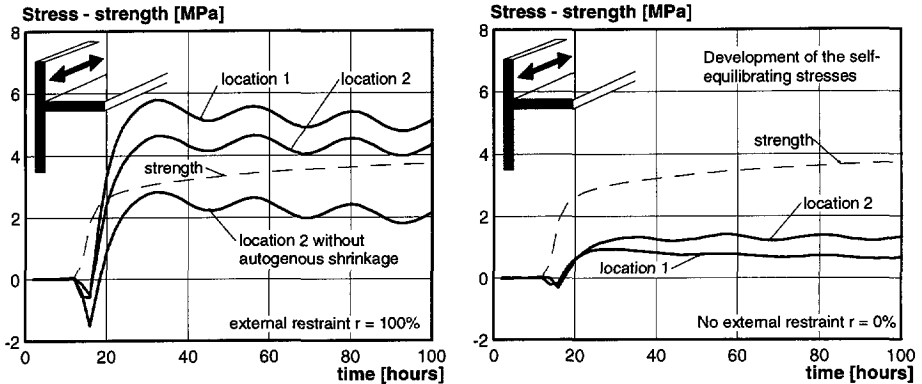 Stress - strength [MPa]
8
6
4
2
0
-2
location 1
location 2
strength
location 2 without
autogenous shrinkage
external restraint r = 100%
0
20
40
60
80
100
time [hours]
Stress - strength [MPa]
8
6
4
2
0
-2
Development of the self-
equilibrating stresses
strength
location 2
location 1
No external restraint r = 0%
0
20
40
60
80
100
time [hours]